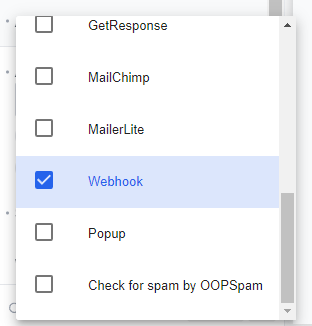 GetResponse
MailChimp
MailerLite
Webhook
Popup
Check for spam by OOPSpam